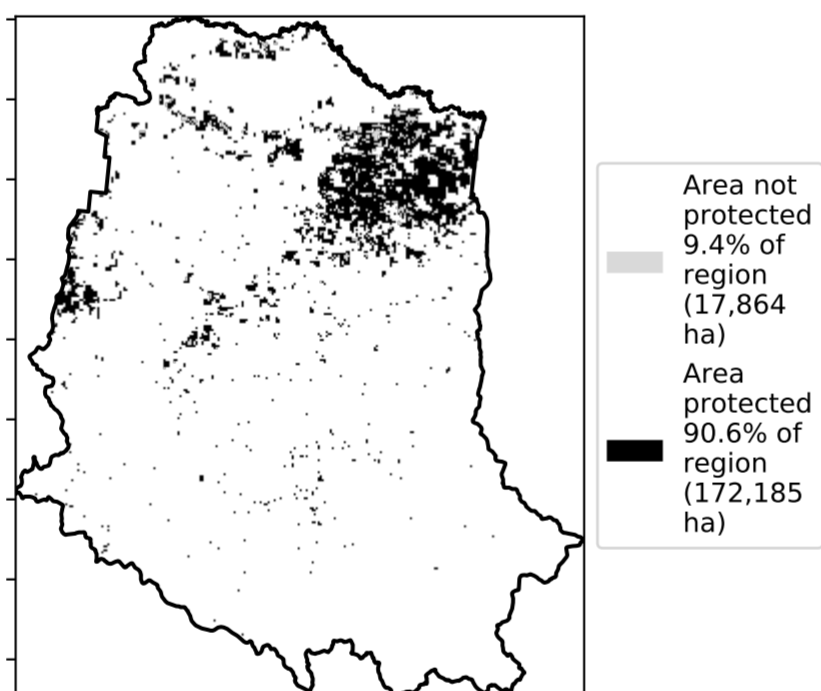 Area not
protected
9.4% of
region
(17,864
ha)
Area
protected
90.6% of
region
(172,185
ha)